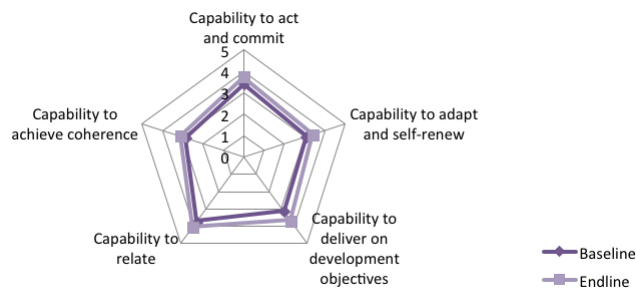 Capability to act
and commit
5
4
3
2
1
0
Capability to
achieve coherence
Capability to adapt
and self-renew
Capability to
relate
Capability to
deliver on
development
objectives
Baseline
Endline